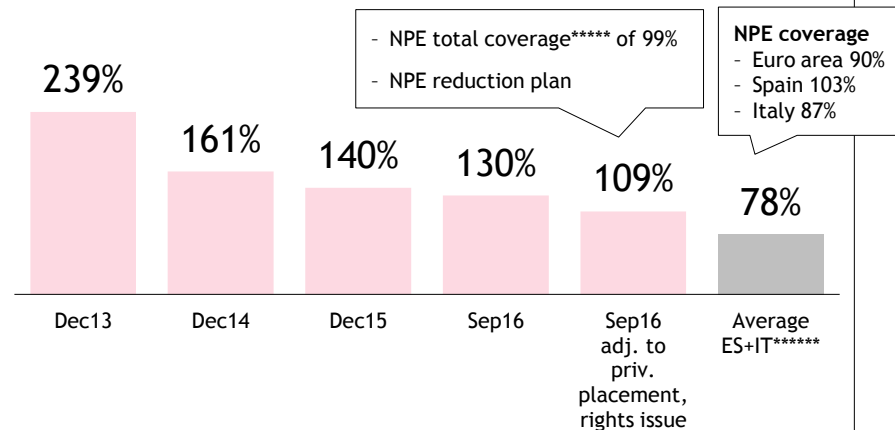 - NPE total coverage***** of 99%
- NPE reduction plan
NPE coverage
- Euro area 90%
- Spain 103%
- Italy 87%
239%
161%
140%
130%
109%
78%
Dec13
Dec14
Dec15
Sep16
Sep16
adj. to
priv.
placement,
rights issue
Average
ES+IT******